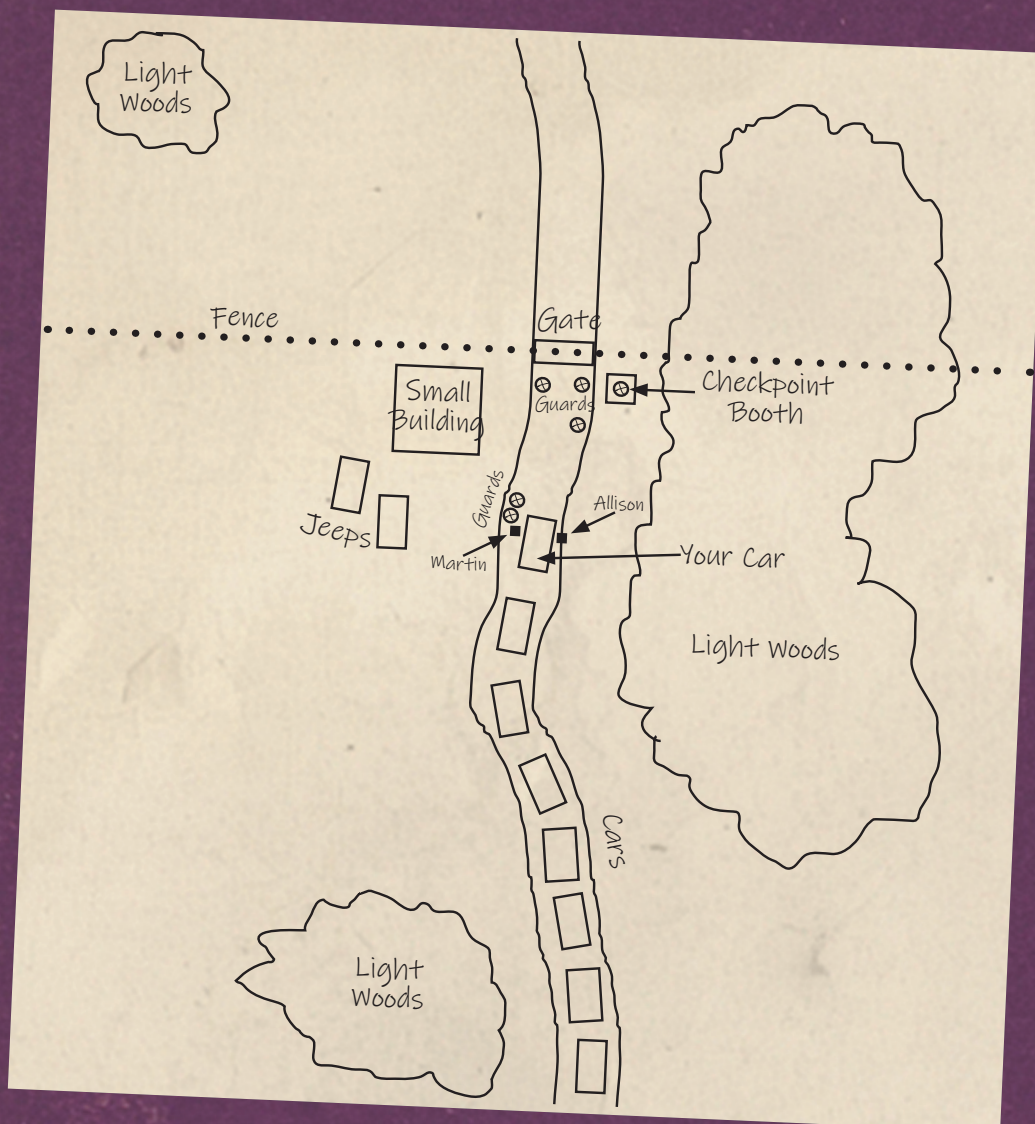 Light
Woods
Fence
Gate
Small
Building
Guards
Checkpoint
Booth
Guards
Allison
Jeeps
Martin
Your Car
Light Woods
Cars
Light
Woods